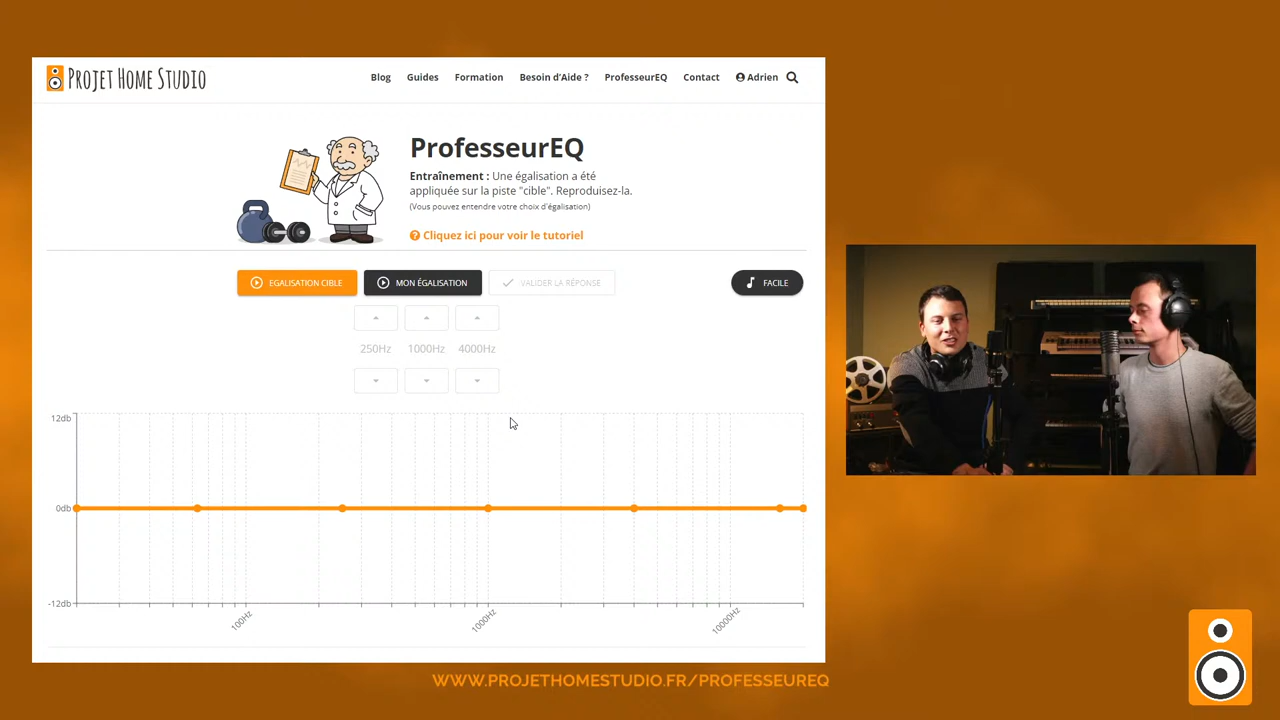 PROJET HOME STUDIO
Blog
Guides
Formation
Besoin d'Aide ?
ProfesseurEQ
Contact
Adrien
ProfesseurEQ
Entraînement : Une égalisation a été
appliquée sur la piste "cible". Reproduisez-la.
(Vous pouvez entendre votre choix d'égalisation)
Cliquez ici pour voir le tutoriel
EGALISATION CIBLE
MON ÉGALISATION
VALIDER LA RÉPONSE
FACILE
250Hz
1000Hz
4000Hz
12db
0db
-12db
100Hz
1000Hz
10000Hz
WWW.PROJETHOMESTUDIO.FR/PROFESSEUREQ